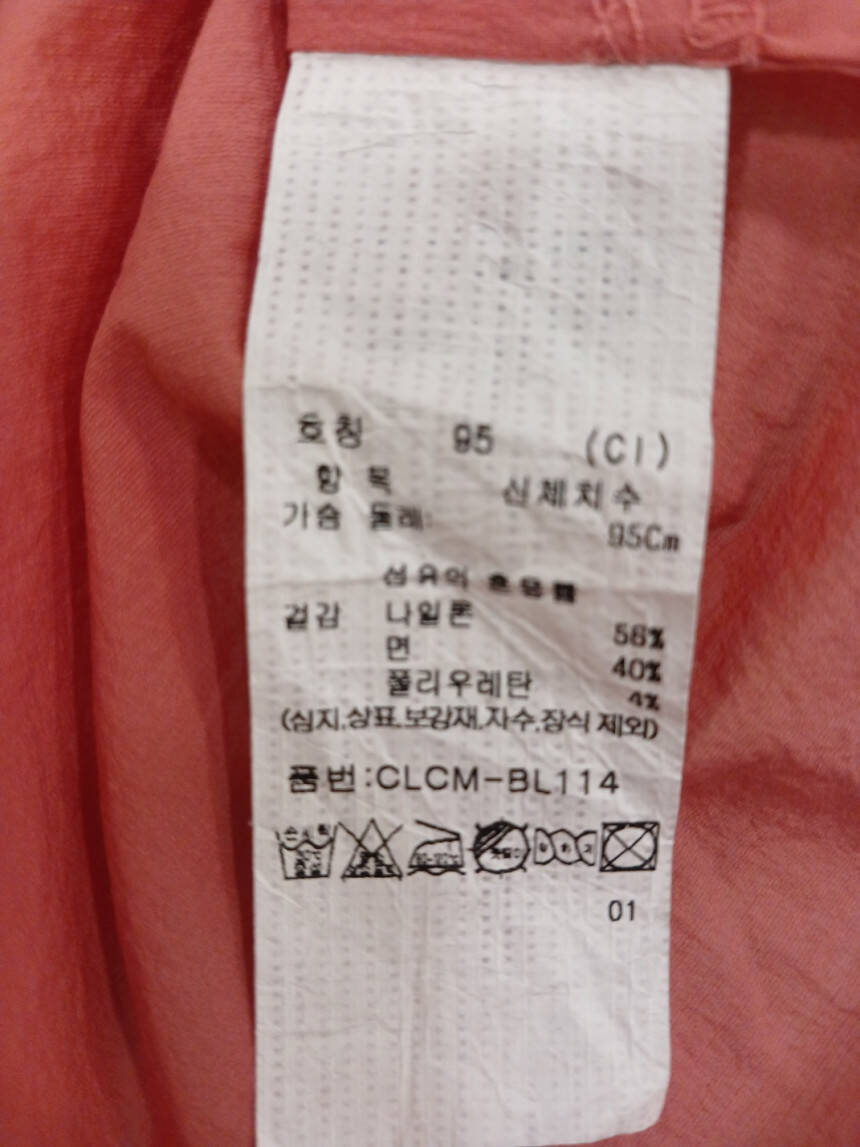 호칭 95 (CI)
항 목 신체치수
가슴 둘레: 95Cm
섬유의 혼용률
겉감 나일론 56%
면 40%
폴리우레탄 4%
(심지,상표,보강재,자수,장식 제외)
품번:CLCM-BL114
01